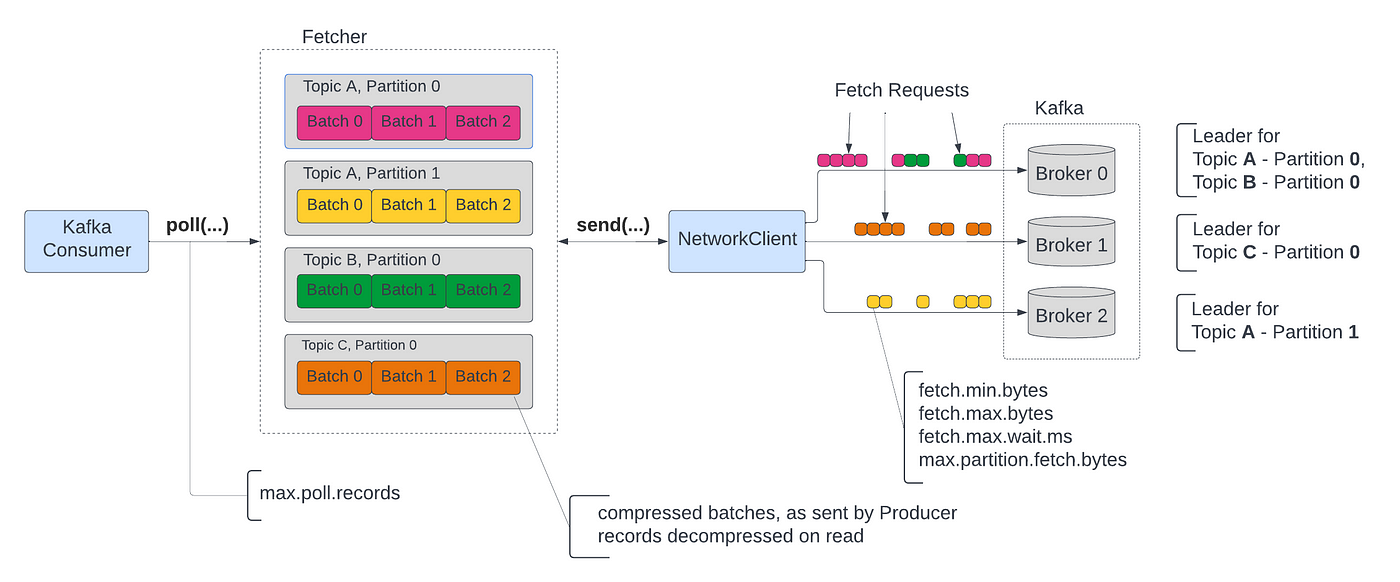 Fetcher
Topic A, Partition 0
Batch 0 Batch 1 Batch 2
Topic A, Partition 1
Batch 0 Batch 1 Batch 2
Topic B, Partition 0
Batch 0 Batch 1 Batch 2
Topic C, Partition 0
Batch 0 Batch 1 Batch 2
Kafka
Consumer
poll(...)
send(...)
NetworkClient
Fetch Requests
Kafka
Broker 0
Broker 1
Broker 2
Leader for
Topic A - Partition 0,
Topic B - Partition 0
Leader for
Topic C - Partition 0
Leader for
Topic A - Partition 1
fetch.min.bytes
fetch.max.bytes
fetch.max.wait.ms
max.partition.fetch.bytes
max.poll.records
compressed batches, as sent by Producer
records decompressed on read